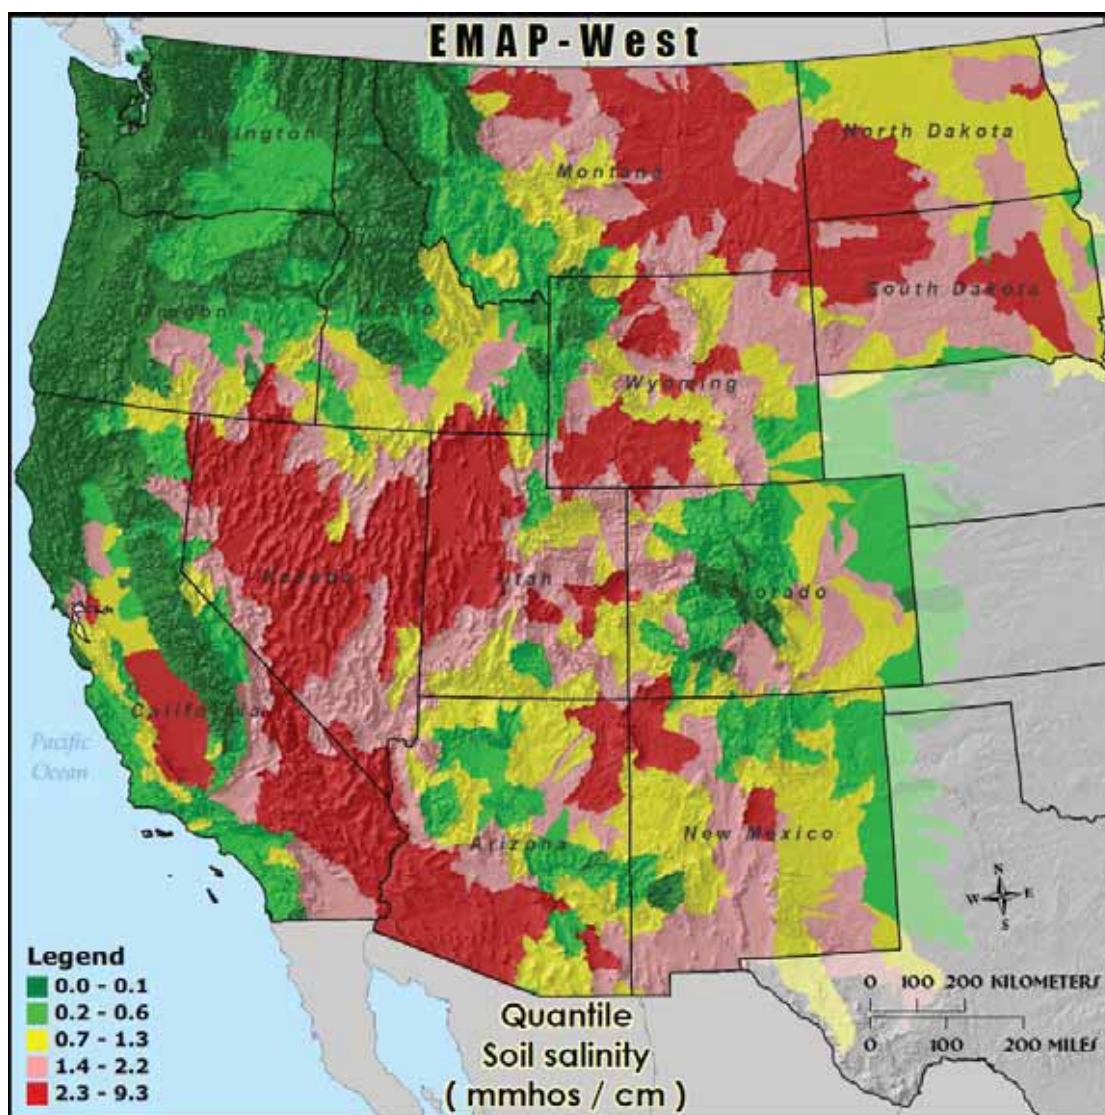 EMAP-West
Washington
Montana
North Dakota
Oregon
Idaho
South Dakota
Wyoming
Nevada
Utah
Colorado
California
Pacific
Ocean
Arizona
New Mexico
N
W E
S
Legend
0.0 - 0.1
0.2 - 0.6
0.7 - 1.3
1.4 - 2.2
2.3 - 9.3
Quantile
Soil salinity
( mmhos / cm )
0 100 200 KILOMETERS
0 100 200 MILES